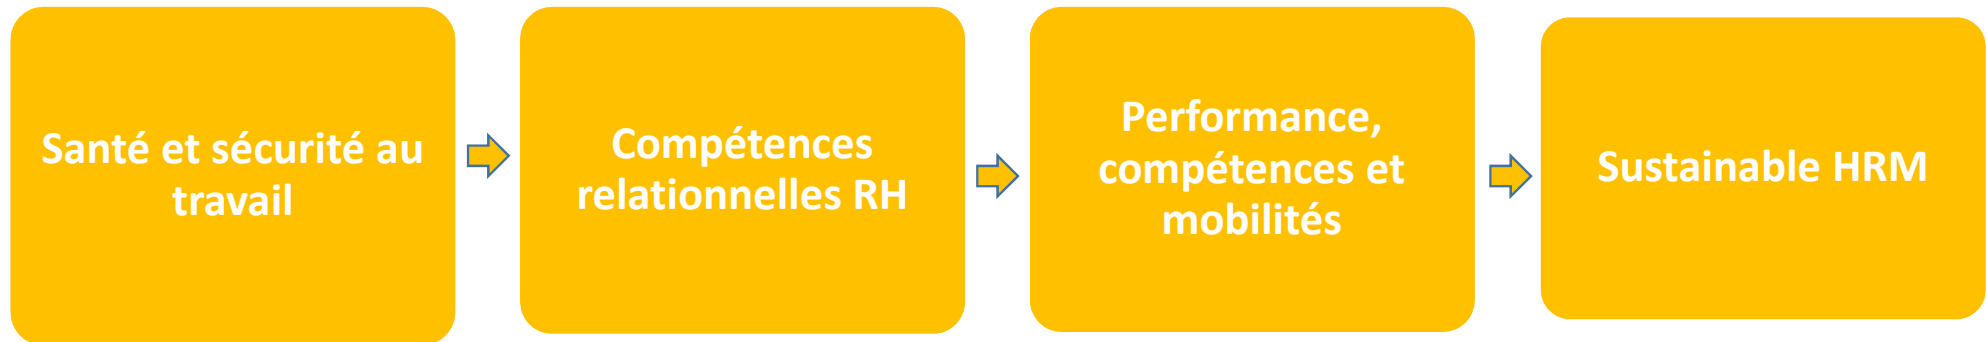 Santé et sécurité au
travail
Compétences
relationnelles RH
Performance,
compétences et
mobilités
Sustainable HRM